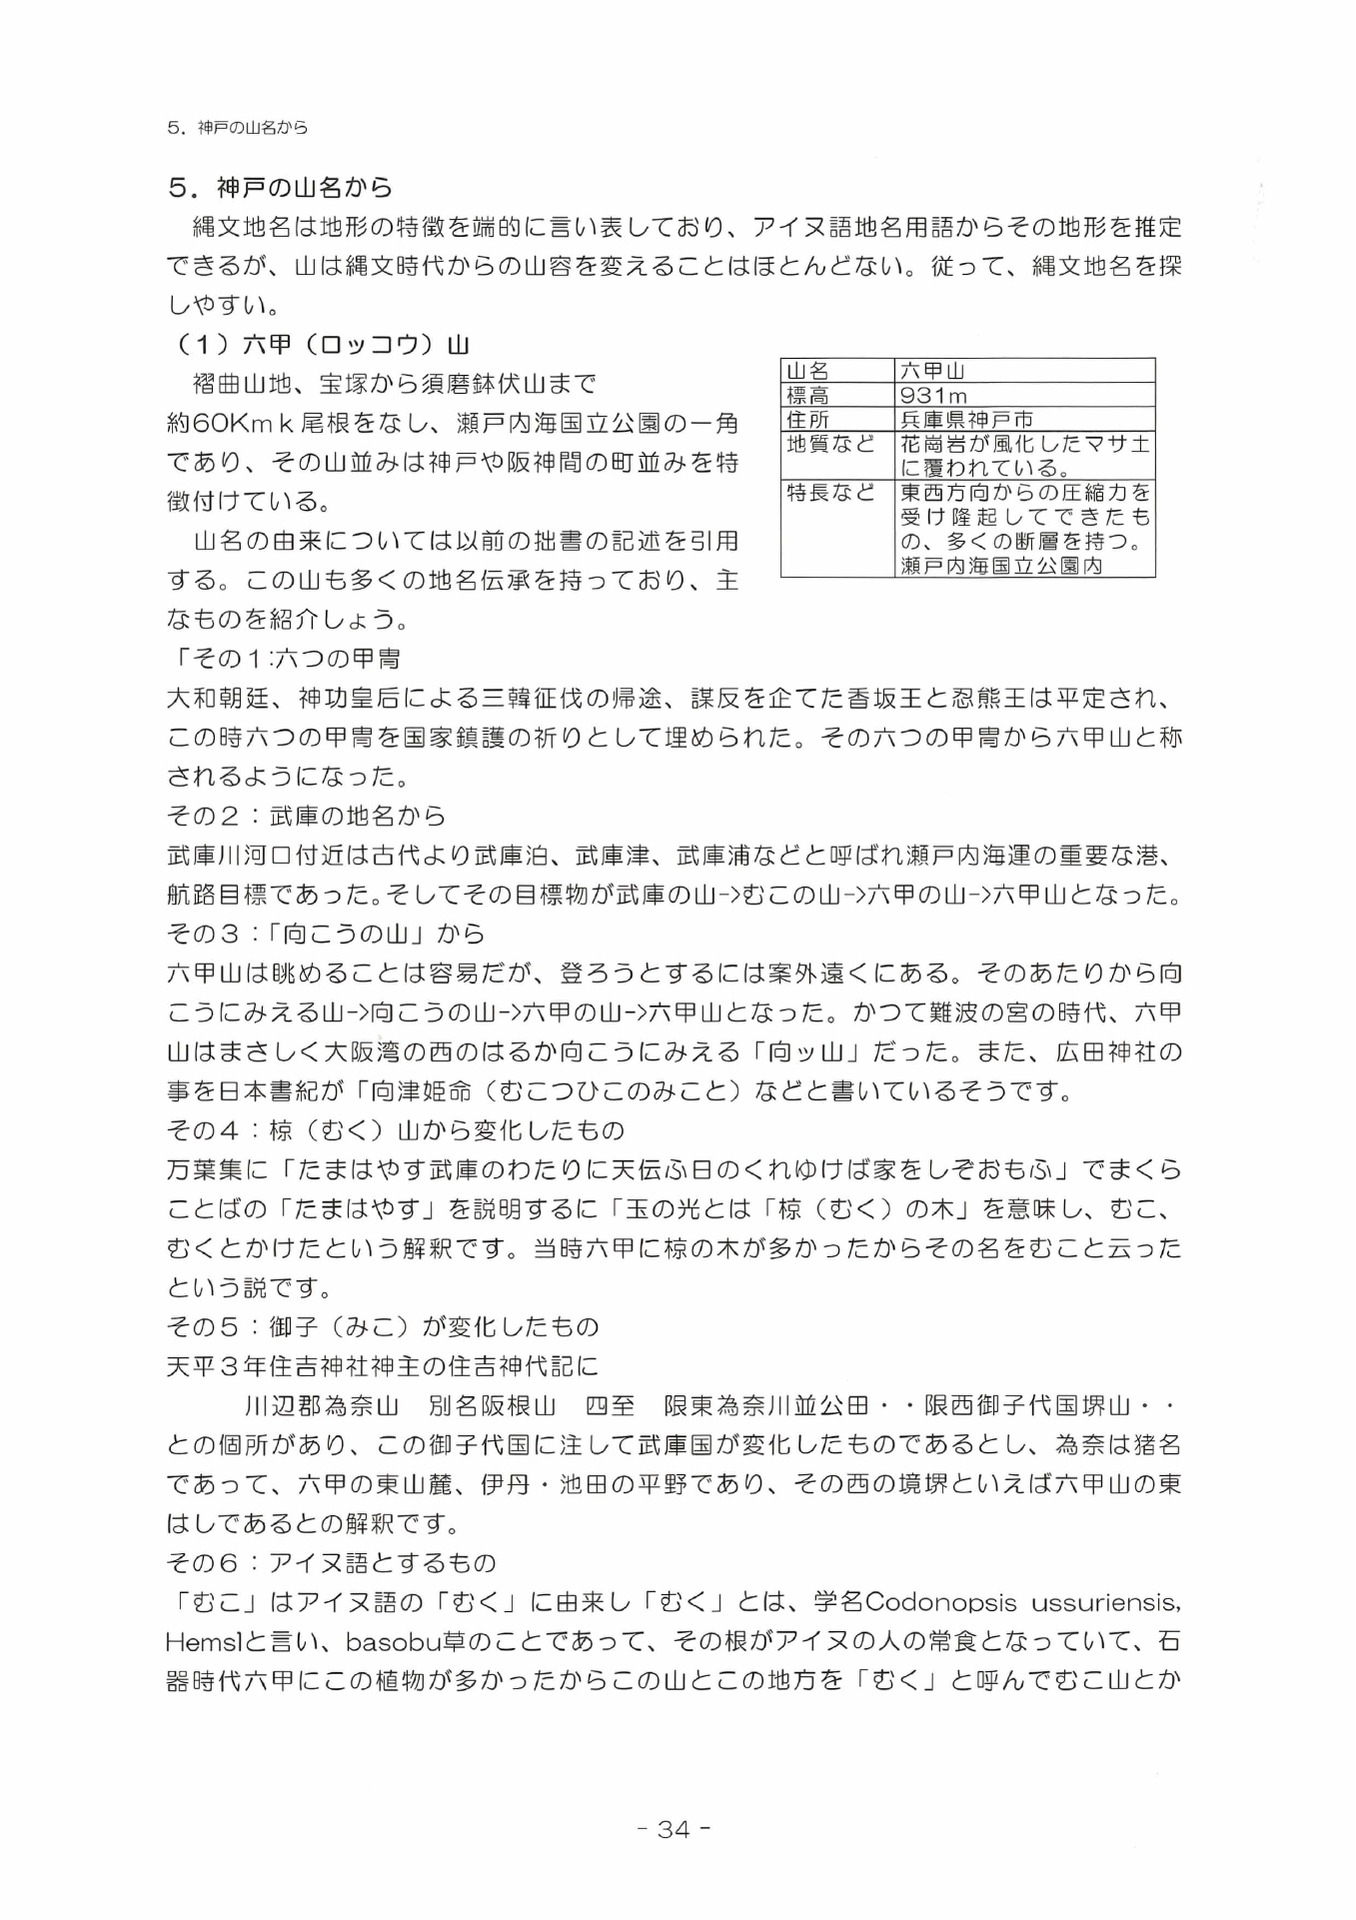 5．神戸の山名から
５．神戸の山名から
縄文地名は地形の特徴を端的に言い表しており、アイヌ語地名用語からその地形を推定
できるが、山は縄文時代からの山容を変えることはほとんどない。従って、縄文地名を探
しやすい。
（１）六甲（ロッコウ）山
褶曲山地、宝塚から須磨鉢伏山まで
約60Kmｋ尾根をなし、瀬戸内海国立公園の一角
であり、その山並みは神戸や阪神間の町並みを特
徴付けている。
山名の由来については以前の拙書の記述を引用
する。この山も多くの地名伝承を持っており、主
なものを紹介しょう。
山名 六甲山
標高 931m
住所 兵庫県神戸市
地質など 花崗岩が風化したマサ土
に覆われている。
特長など 東西方向からの圧縮力を
受け隆起してできたも
の、多くの断層を持つ。
瀬戸内海国立公園内
「その１:六つの甲冑
大和朝廷、神功皇后による三韓征伐の帰途、謀反を企てた香坂王と忍熊王は平定され、
この時六つの甲冑を国家鎮護の祈りとして埋められた。その六つの甲冑から六甲山と称
されるようになった。
その２：武庫の地名から
武庫川河口付近は古代より武庫泊、武庫津、武庫浦などと呼ばれ瀬戸内海運の重要な港、
航路目標であった。そしてその目標物が武庫の山->むこの山->六甲の山->六甲山となった。
その３：「向こうの山」から
六甲山は眺めることは容易だが、登ろうとするには案外遠くにある。そのあたりから向
こうにみえる山->向こうの山->六甲の山->六甲山となった。かつて難波の宮の時代、六甲
山はまさしく大阪湾の西のはるか向こうにみえる「向ッ山」だった。また、広田神社の
事を日本書紀が「向津姫命（むこつひこのみこと）などと書いているそうです。
その４：椋（むく）山から変化したもの
万葉集に「たまはやす武庫のわたりに天伝ふ日のくれゆけば家をしぞおもふ」でまくら
ことばの「たまはやす」を説明するに「玉の光とは「椋（むく）の木」を意味し、むこ、
むくとかけたという解釈です。当時六甲に椋の木が多かったからその名をむこと云った
という説です。
その５：御子（みこ）が変化したもの
天平３年住吉神社神主の住吉神代記に
川辺郡為奈山　別名阪根山　四至　限東為奈川並公田・・限西御子代国堺山・・
との個所があり、この御子代国に注して武庫国が変化したものであるとし、為奈は猪名
であって、六甲の東山麓、伊丹・池田の平野であり、その西の境堺といえば六甲山の東
はしであるとの解釈です。
その６：アイヌ語とするもの
「むこ」はアイヌ語の「むく」に由来し「むく」とは、学名Codonopsis ussuriensis,
Hemslと言い、basobu草のことであって、その根がアイヌの人の常食となっていて、石
器時代六甲にこの植物が多かったからこの山とこの地方を「むく」と呼んでむこ山とか
- 34 -